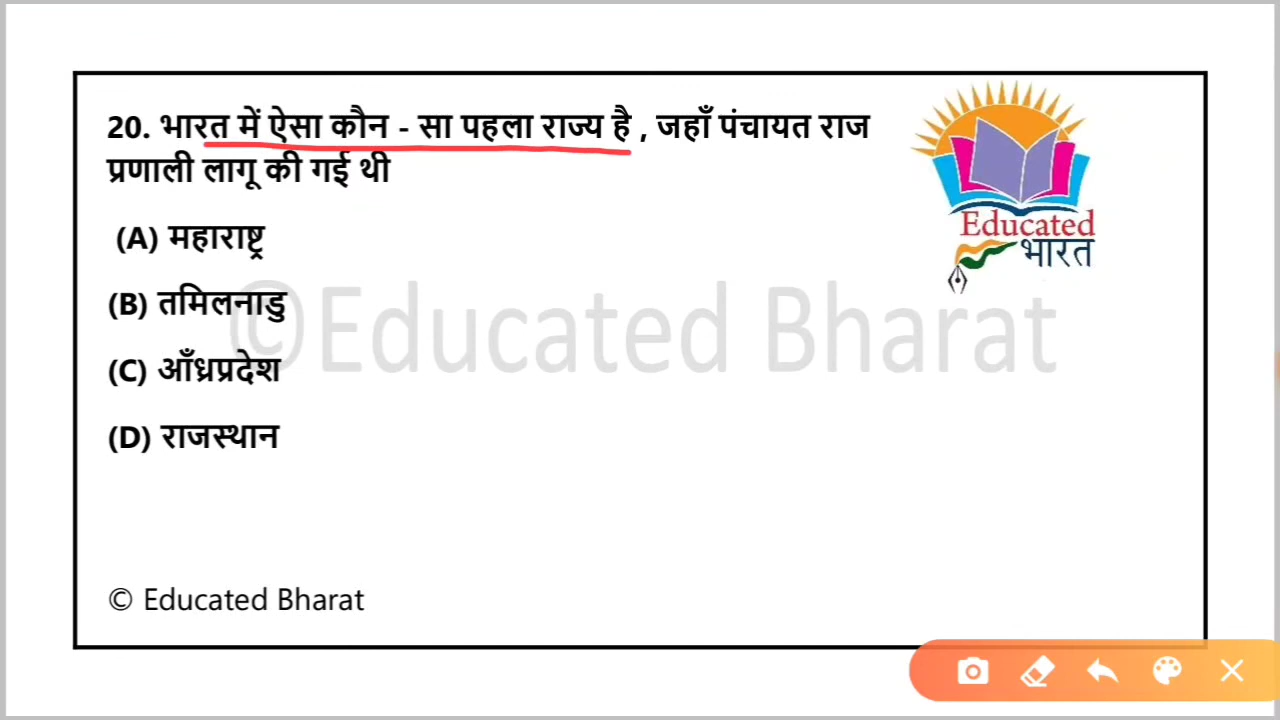 20. भारत में ऐसा कौन - सा पहला राज्य है , जहाँ पंचायत राज
प्रणाली लागू की गई थी
(A) महाराष्ट्र
(B) तमिलनाडु
(C) आँध्रप्रदेश
(D) राजस्थान
© Educated Bharat
Educated
भारत
©Educated Bharat